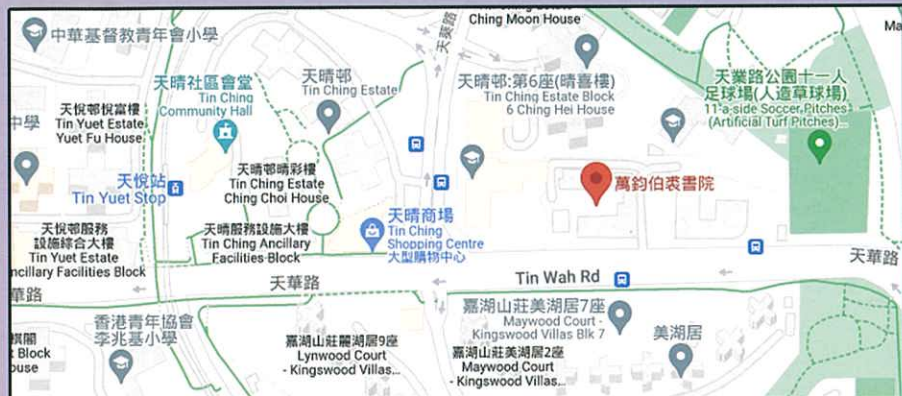 Ching Moon House
中華基督教青年會小學
天葵路
天晴社區會堂
Tin Ching
Community Hall
天晴邨
Tin Ching Estate
天晴邨:第6座(晴喜樓)
Tin Ching Estate Block
6 Ching Hei House
天業路公園十一人
足球場(人造草球場)
11-a-side Soccer Pitches
(Artificial Turf Pitches)...
天悅邨悅富樓
Tin Yuet Estate
Yuet Fu House
中學
天晴邨晴彩樓
Tin Ching Estate
Ching Choi House
萬鈞伯裘書院
天悅站
Tin Yuet Stop
天悅邨服務
設施綜合大樓
Tin Yuet Estate
ncillary Facilities Block
天晴服務設施大樓
Tin Ching Ancillary
Facilities Block
天晴商場
Tin Ching
Shopping Centre
大型購物中心
天華路
天華路
Tin Wah Rd
華路
香港青年協會
李兆基小學
嘉湖山莊麗湖居9座
Lynwood Court
- Kingswood Villas...
嘉湖山莊美湖居7座
Maywood Court -
Kingswood Villas Blk 7
嘉湖山莊美湖居2座
Maywood Court
- Kingswood Villas...
美湖居
Block
ouse